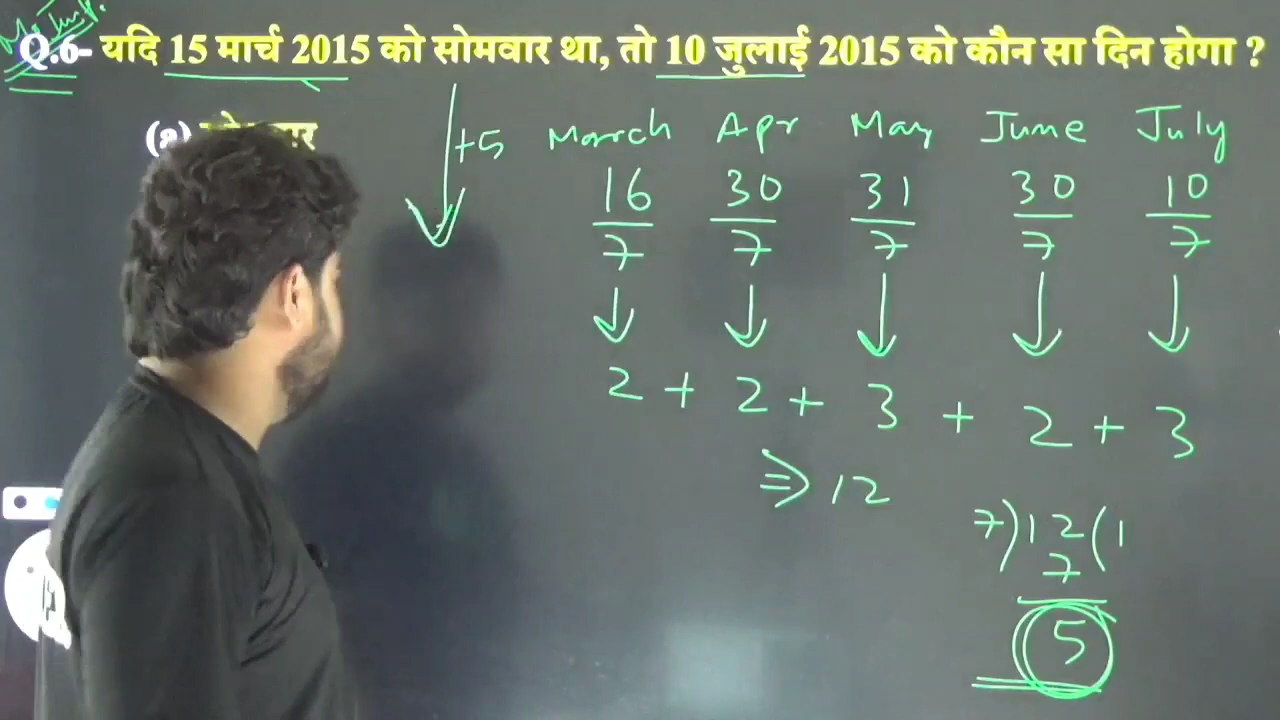 Q.6- यदि 15 मार्च 2015 को सोमवार था, तो 10 जुलाई 2015 को कौन सा दिन होगा ?
(a)
+5
March Apr May June July
16 30 31 30 10
7 7 7 7 7
2 + 2 + 3 + 2 + 3
⇒ 12
7)12(1
7
5